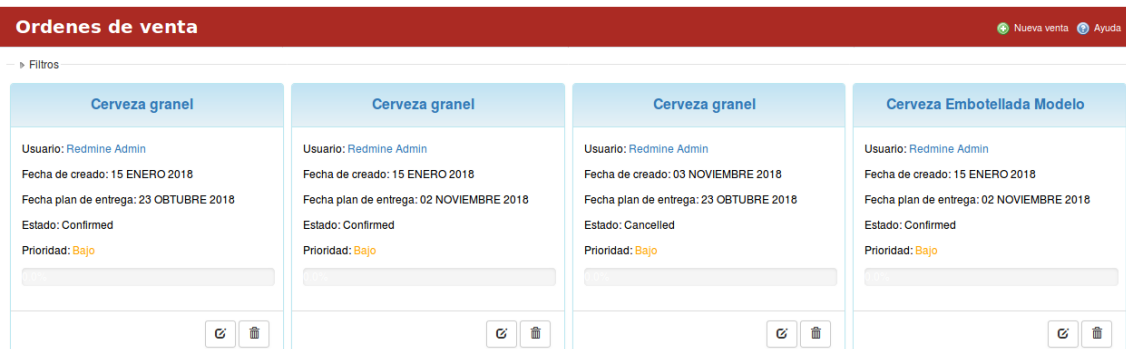 Ordenes de venta
Nueva venta Ayuda
Filtros
Cerveza granel
Usuario: Redmine Admin
Fecha de creado: 15 ENERO 2018
Fecha plan de entrega: 23 OBTUBRE 2018
Estado: Confirmed
Prioridad: Bajo
Cerveza granel
Usuario: Redmine Admin
Fecha de creado: 15 ENERO 2018
Fecha plan de entrega: 02 NOVIEMBRE 2018
Estado: Confirmed
Prioridad: Bajo
Cerveza granel
Usuario: Redmine Admin
Fecha de creado: 03 NOVIEMBRE 2018
Fecha plan de entrega: 23 OBTUBRE 2018
Estado: Cancelled
Prioridad: Bajo
Cerveza Embotellada Modelo
Usuario: Redmine Admin
Fecha de creado: 15 ENERO 2018
Fecha plan de entrega: 02 NOVIEMBRE 2018
Estado: Confirmed
Prioridad: Bajo